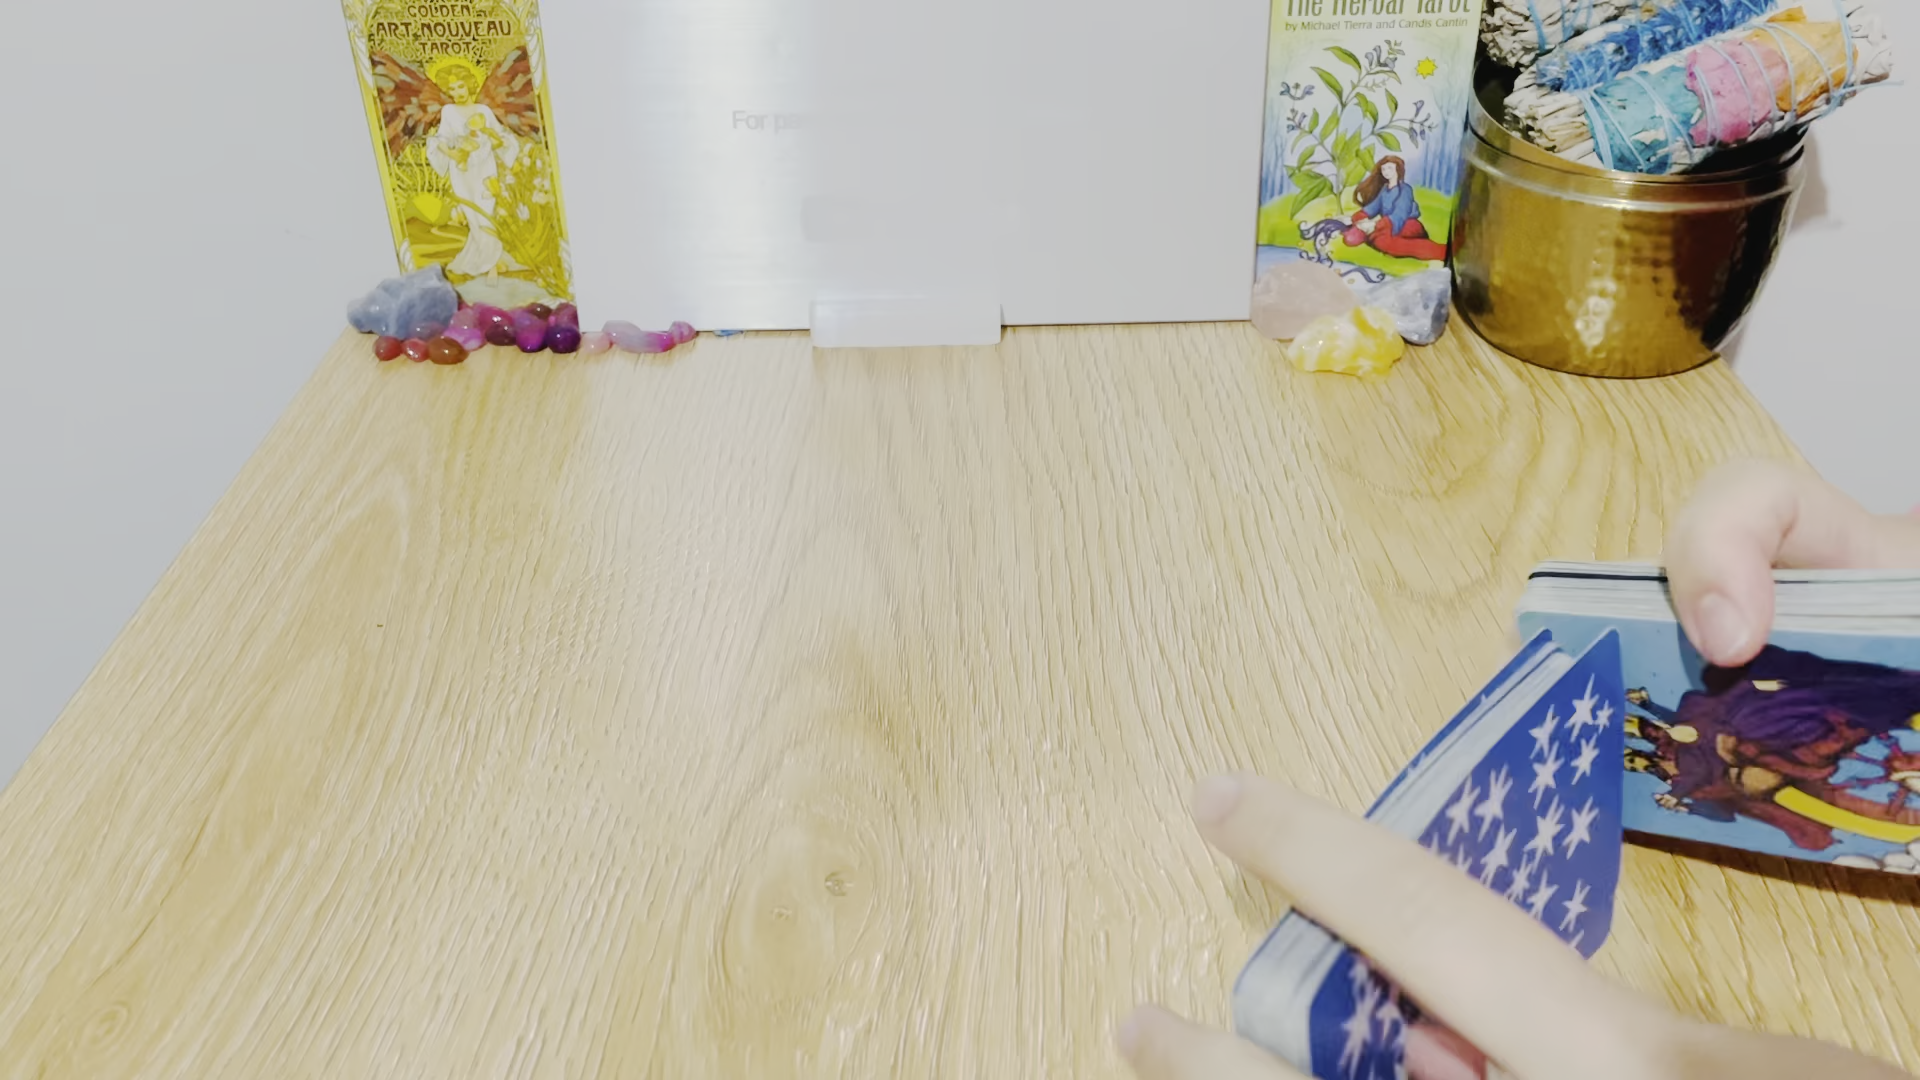 GOLDEN
ART NOUVEAU
TAROT
For
The Herbal Tarot
by Michael Tierra and Candis Cantin